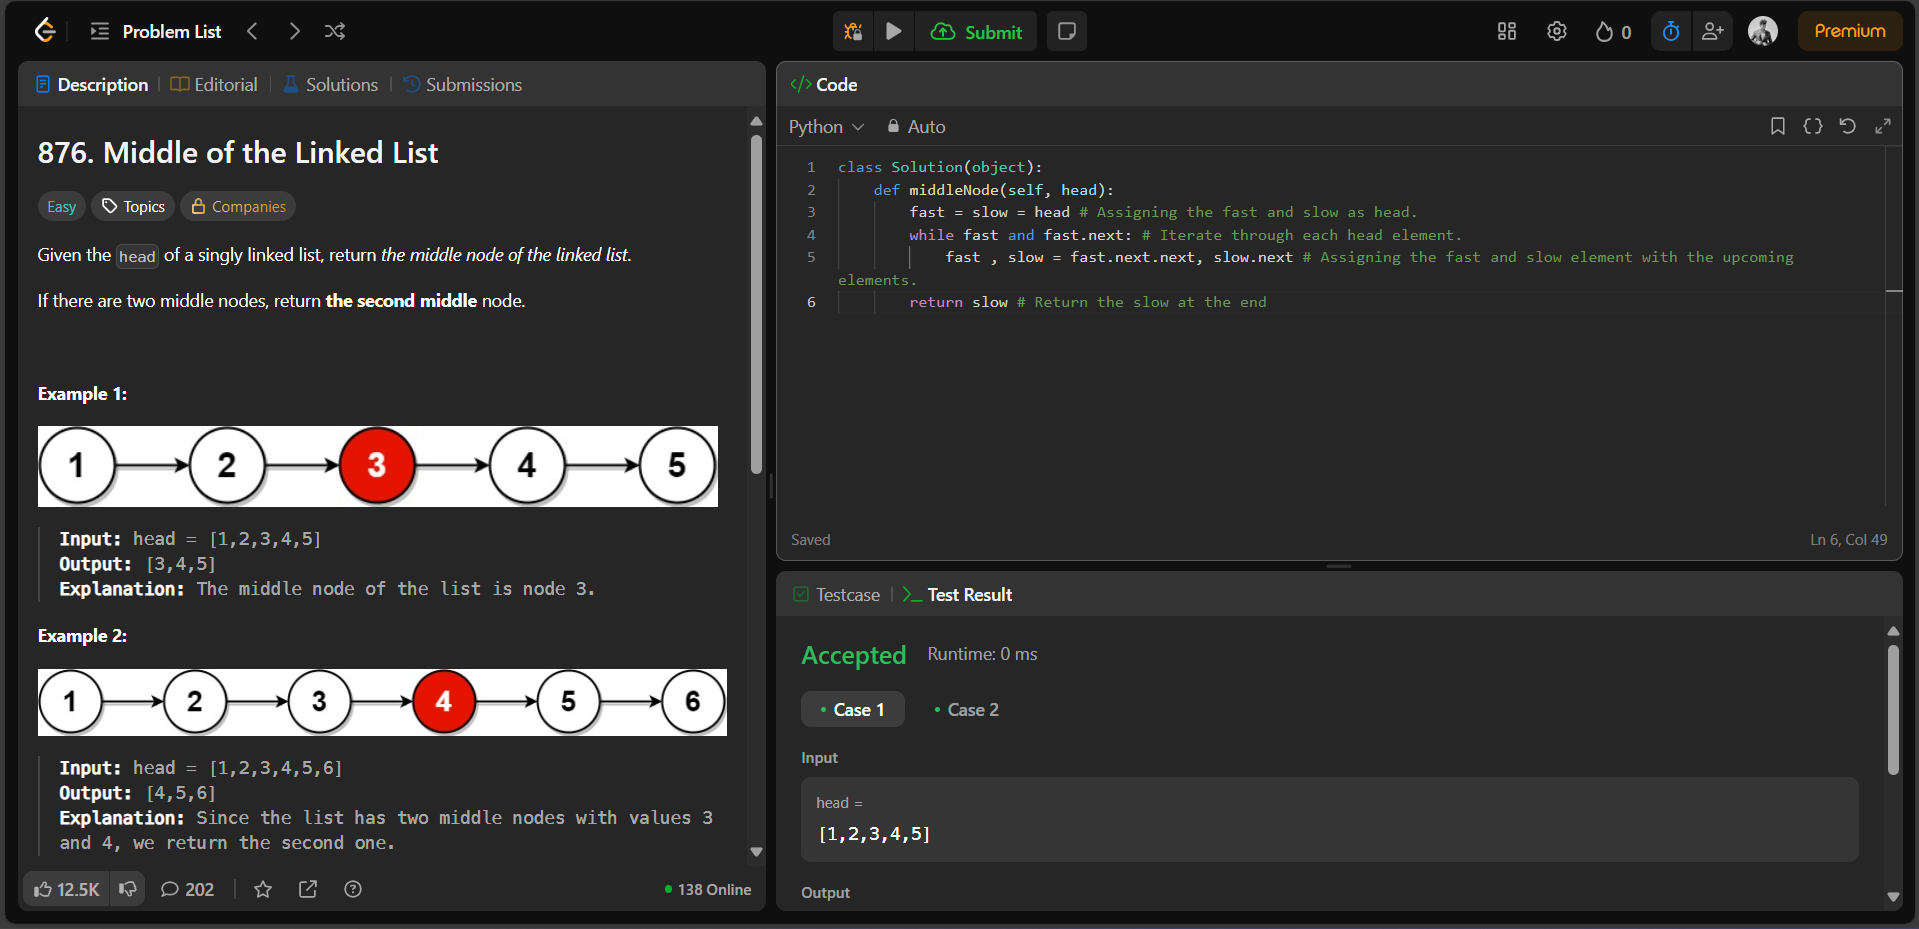 Problem List
Submit
0
Premium
Description
Editorial
Solutions
Submissions
876. Middle of the Linked List
Easy
Topics
Companies
Given the head of a singly linked list, return the middle node of the linked list.
If there are two middle nodes, return the second middle node.
Example 1:
1 2 3 4 5
Input: head = [1,2,3,4,5]
Output: [3,4,5]
Explanation: The middle node of the list is node 3.
Example 2:
1 2 3 4 5 6
Input: head = [1,2,3,4,5,6]
Output: [4,5,6]
Explanation: Since the list has two middle nodes with values 3
and 4, we return the second one.
12.5K
202
138 Online
</> Code
Python
Auto
1 class Solution(object):
2 def middleNode(self, head):
3 fast = slow = head # Assigning the fast and slow as head.
4 while fast and fast.next: # Iterate through each head element.
5 fast , slow = fast.next.next, slow.next # Assigning the fast and slow element with the upcoming
elements.
6 return slow # Return the slow at the end
Saved
Ln 6, Col 49
Testcase
Test Result
Accepted
Runtime: 0 ms
Case 1
Case 2
Input
head =
[1,2,3,4,5]
Output